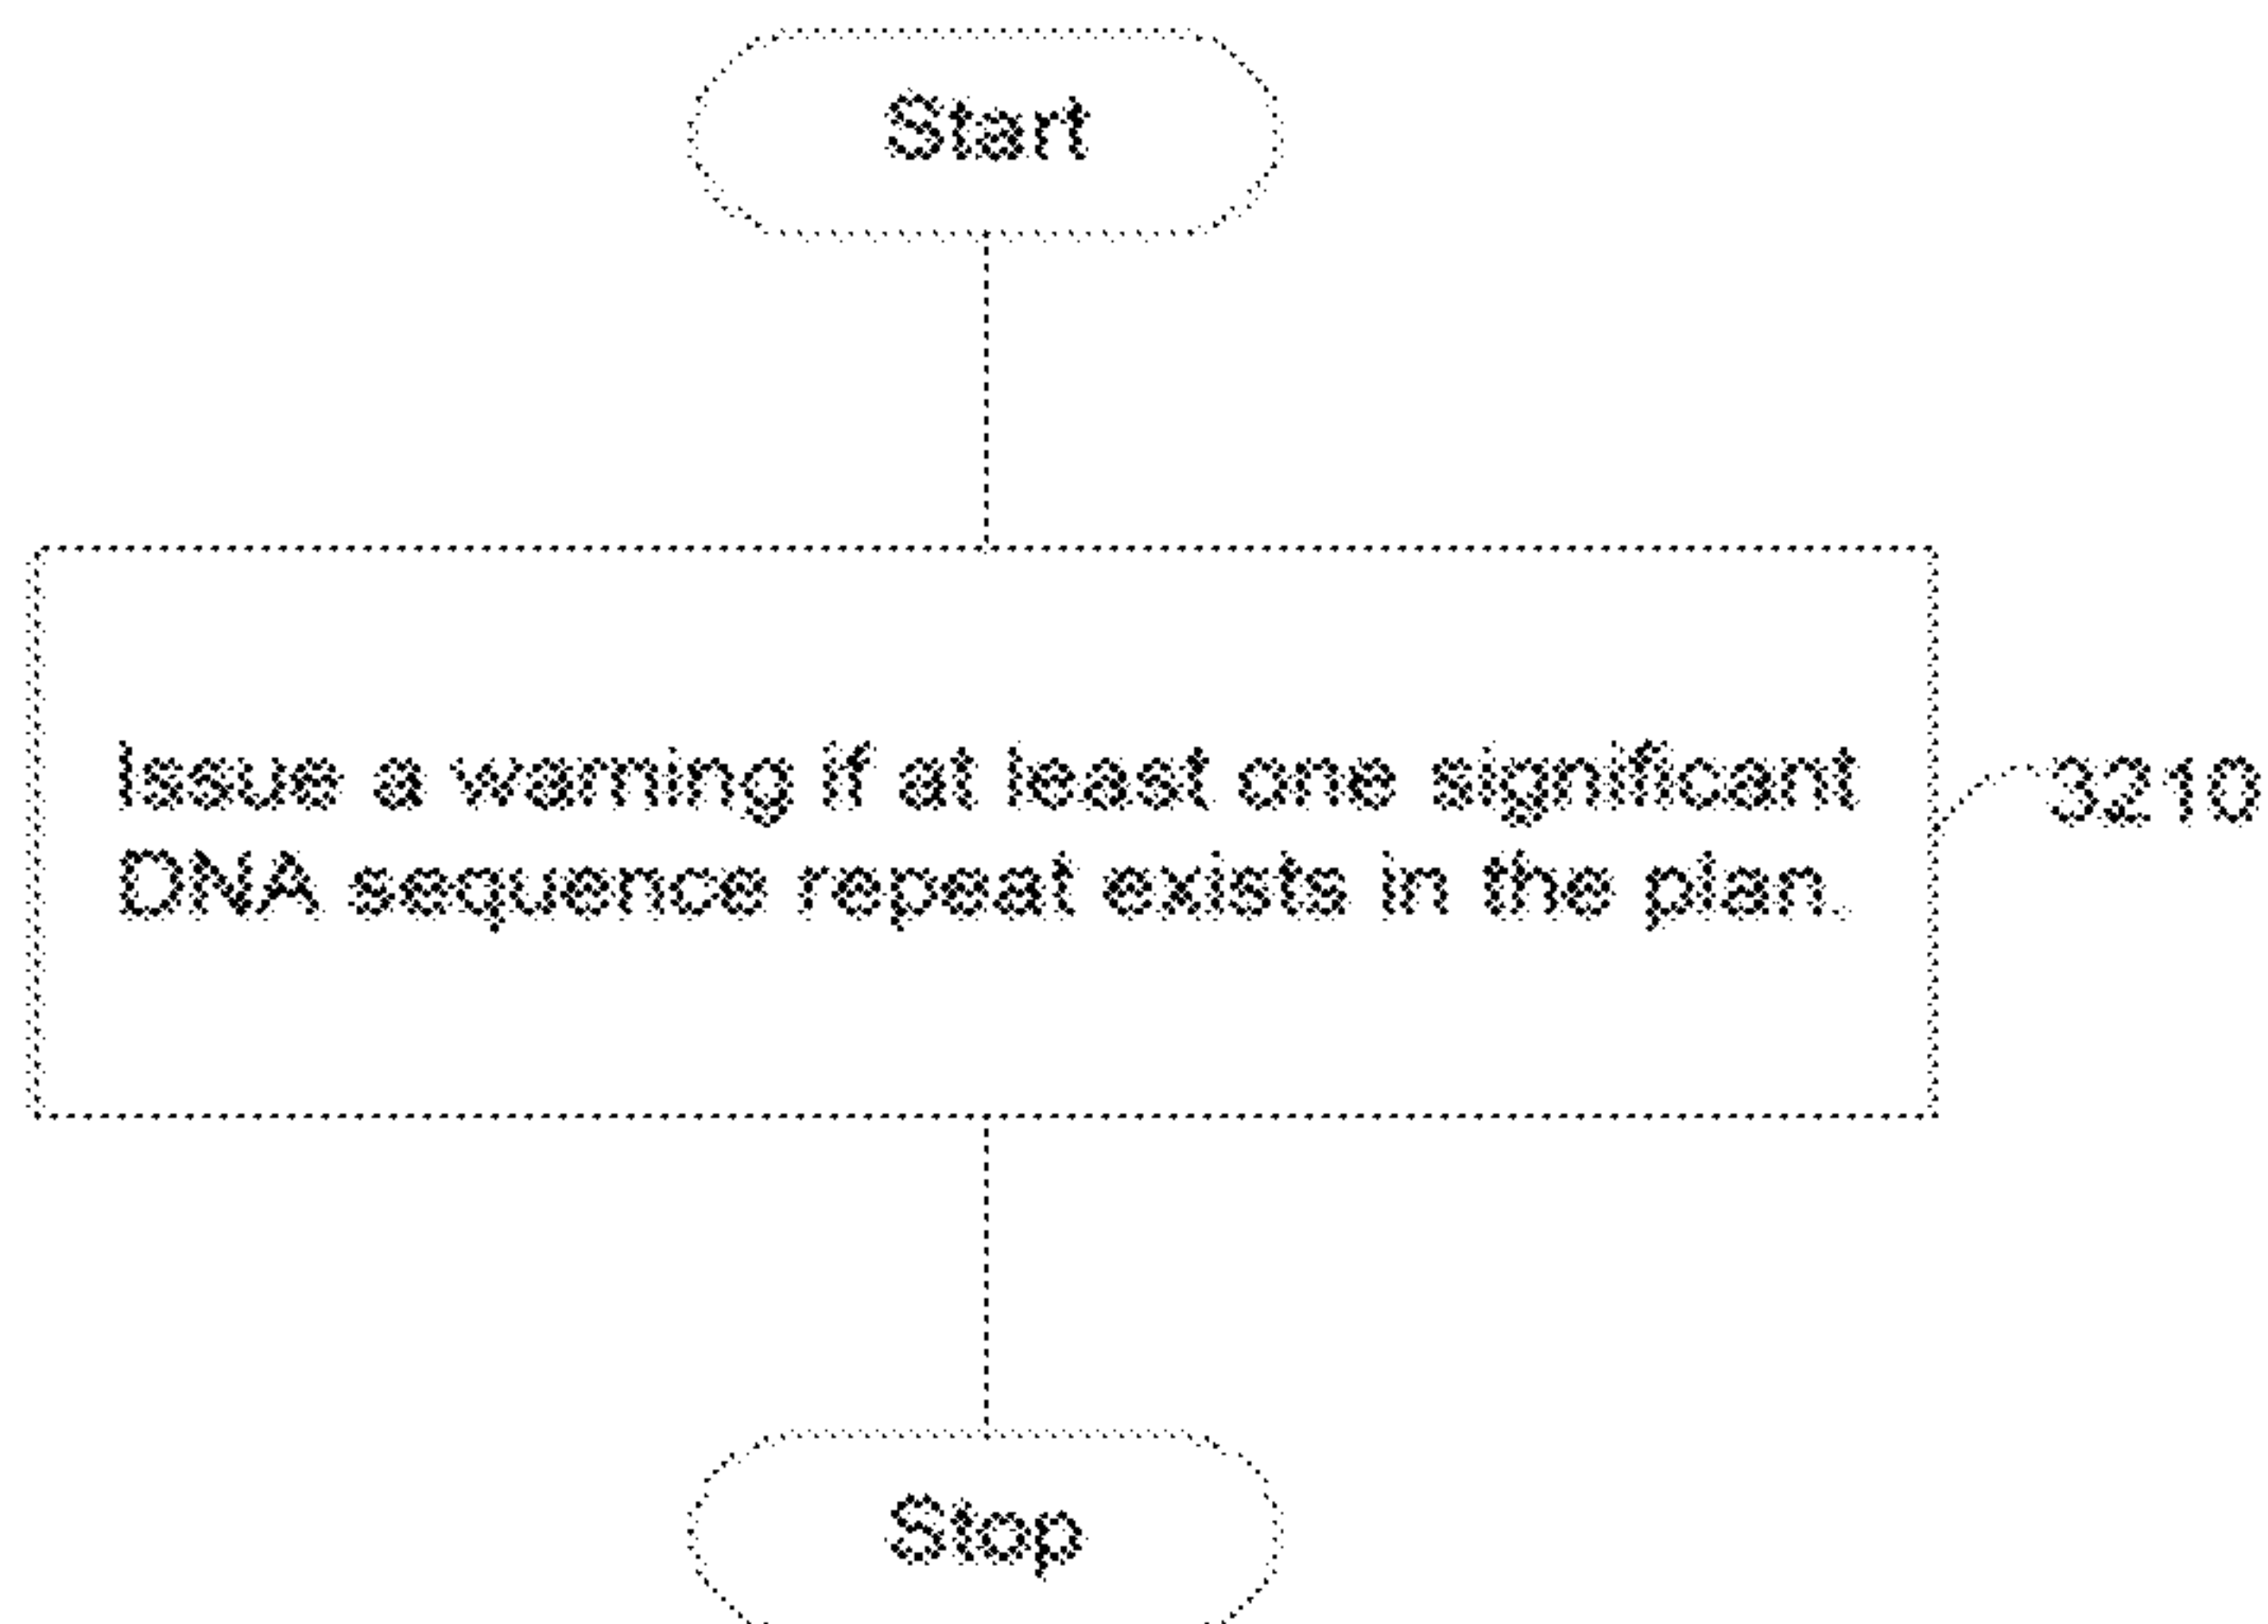 Start
Issue a warning if at least one significant
DNA sequence repeat exists in the plan.
3210
Stop